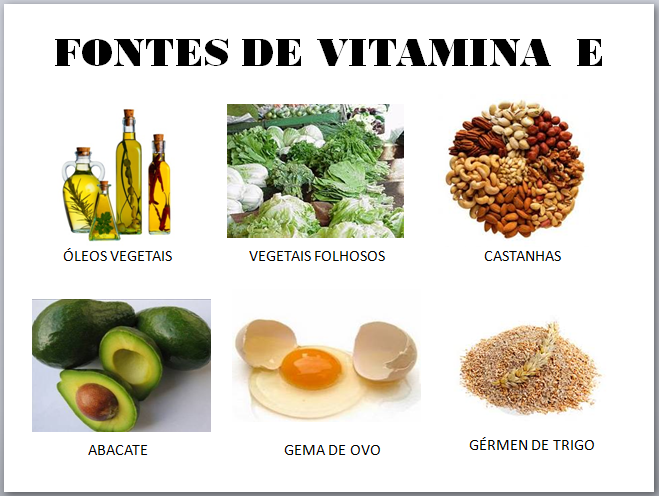 FONTES DE VITAMINA E
ÓLEOS VEGETAIS
VEGETAIS FOLHOSOS
CASTANHAS
ABACATE
GEMA DE OVO
GÉRMEN DE TRIGO